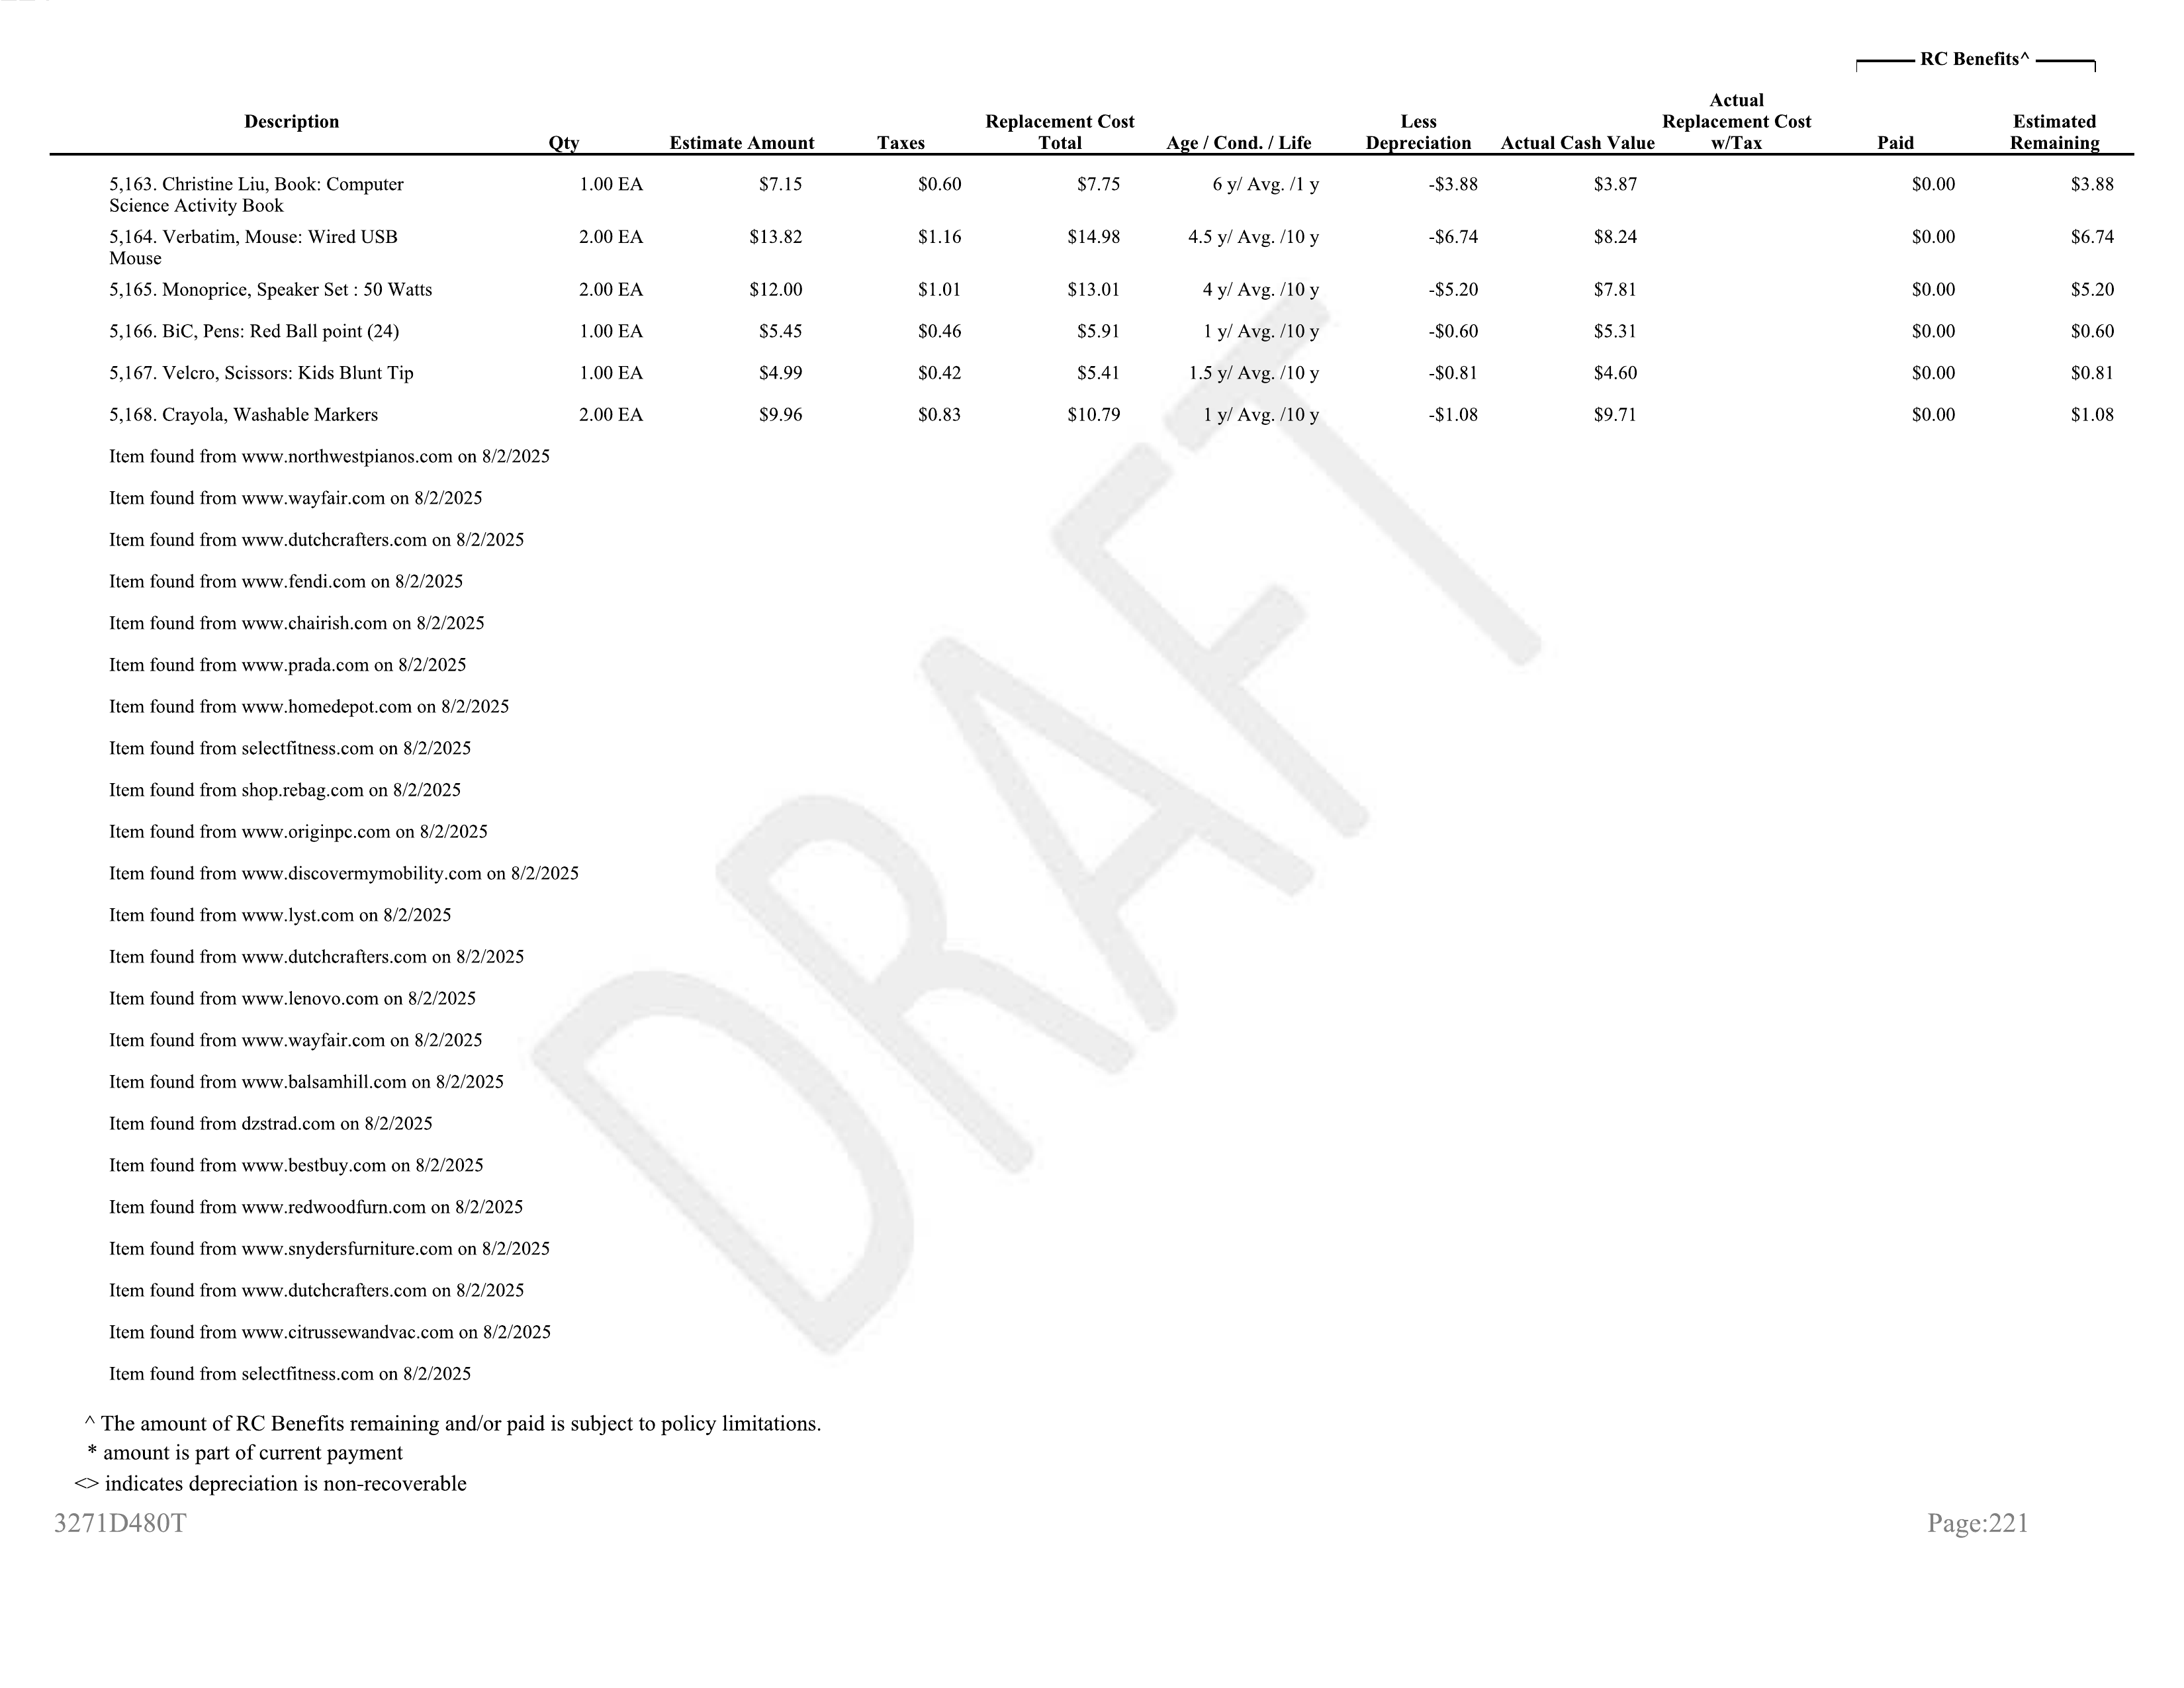 RC Benefits^
Description Qty Estimate Amount Taxes Replacement Cost Total Age / Cond. / Life Less Depreciation Actual Cash Value Actual Replacement Cost w/Tax Paid Estimated Remaining
5,163. Christine Liu, Book: Computer 1.00 EA $7.15 $0.60 $7.75 6 y/ Avg. /1 y -$3.88 $3.87 $0.00 $3.88
Science Activity Book
5,164. Verbatim, Mouse: Wired USB 2.00 EA $13.82 $1.16 $14.98 4.5 y/ Avg. /10 y -$6.74 $8.24 $0.00 $6.74
Mouse
5,165. Monoprice, Speaker Set : 50 Watts 2.00 EA $12.00 $1.01 $13.01 4 y/ Avg. /10 y -$5.20 $7.81 $0.00 $5.20
5,166. BiC, Pens: Red Ball point (24) 1.00 EA $5.45 $0.46 $5.91 1 y/ Avg. /10 y -$0.60 $5.31 $0.00 $0.60
5,167. Velcro, Scissors: Kids Blunt Tip 1.00 EA $4.99 $0.42 $5.41 1.5 y/ Avg. /10 y -$0.81 $4.60 $0.00 $0.81
5,168. Crayola, Washable Markers 2.00 EA $9.96 $0.83 $10.79 1 y/ Avg. /10 y -$1.08 $9.71 $0.00 $1.08
Item found from www.northwestpianos.com on 8/2/2025
Item found from www.wayfair.com on 8/2/2025
Item found from www.dutchcrafters.com on 8/2/2025
Item found from www.fendi.com on 8/2/2025
Item found from www.chairish.com on 8/2/2025
Item found from www.prada.com on 8/2/2025
Item found from www.homedepot.com on 8/2/2025
Item found from selectfitness.com on 8/2/2025
Item found from shop.rebag.com on 8/2/2025
Item found from www.originpc.com on 8/2/2025
Item found from www.discovermymobility.com on 8/2/2025
Item found from www.lyst.com on 8/2/2025
Item found from www.dutchcrafters.com on 8/2/2025
Item found from www.lenovo.com on 8/2/2025
Item found from www.wayfair.com on 8/2/2025
Item found from www.balsamhill.com on 8/2/2025
Item found from dzstrad.com on 8/2/2025
Item found from www.bestbuy.com on 8/2/2025
Item found from www.redwoodfurn.com on 8/2/2025
Item found from www.snydersfurniture.com on 8/2/2025
Item found from www.dutchcrafters.com on 8/2/2025
Item found from www.citrussewandvac.com on 8/2/2025
Item found from selectfitness.com on 8/2/2025
DRAFT
^ The amount of RC Benefits remaining and/or paid is subject to policy limitations.
* amount is part of current payment
<> indicates depreciation is non-recoverable
3271D480T Page:221